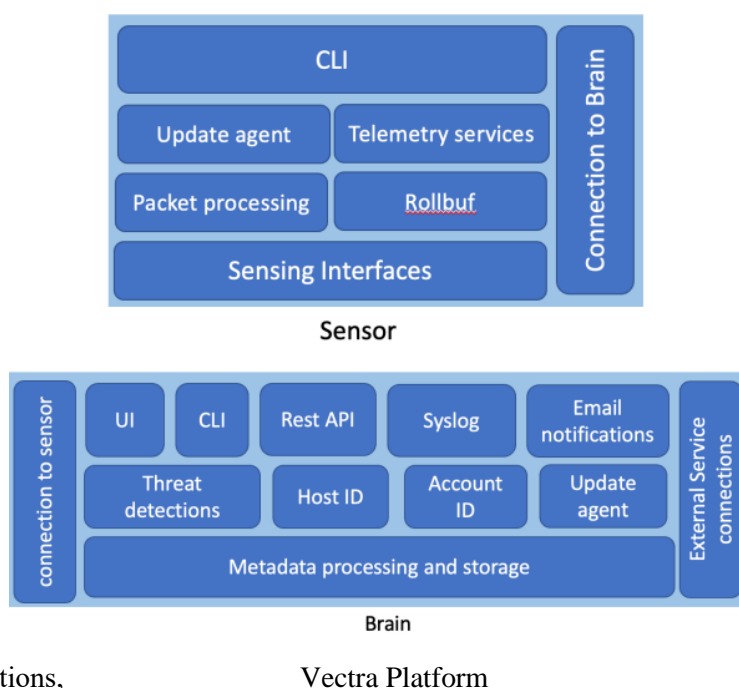 CLI
Connection to Brain
Update agent
Telemetry services
Packet processing
Rollbuf
Sensing Interfaces
Sensor
connection to sensor
UI
CLI
Rest API
Syslog
Email
notifications
External Service
connections
Threat
detections
Host ID
Account
ID
Update
agent
Metadata processing and storage
Brain
tions, Vectra Platform